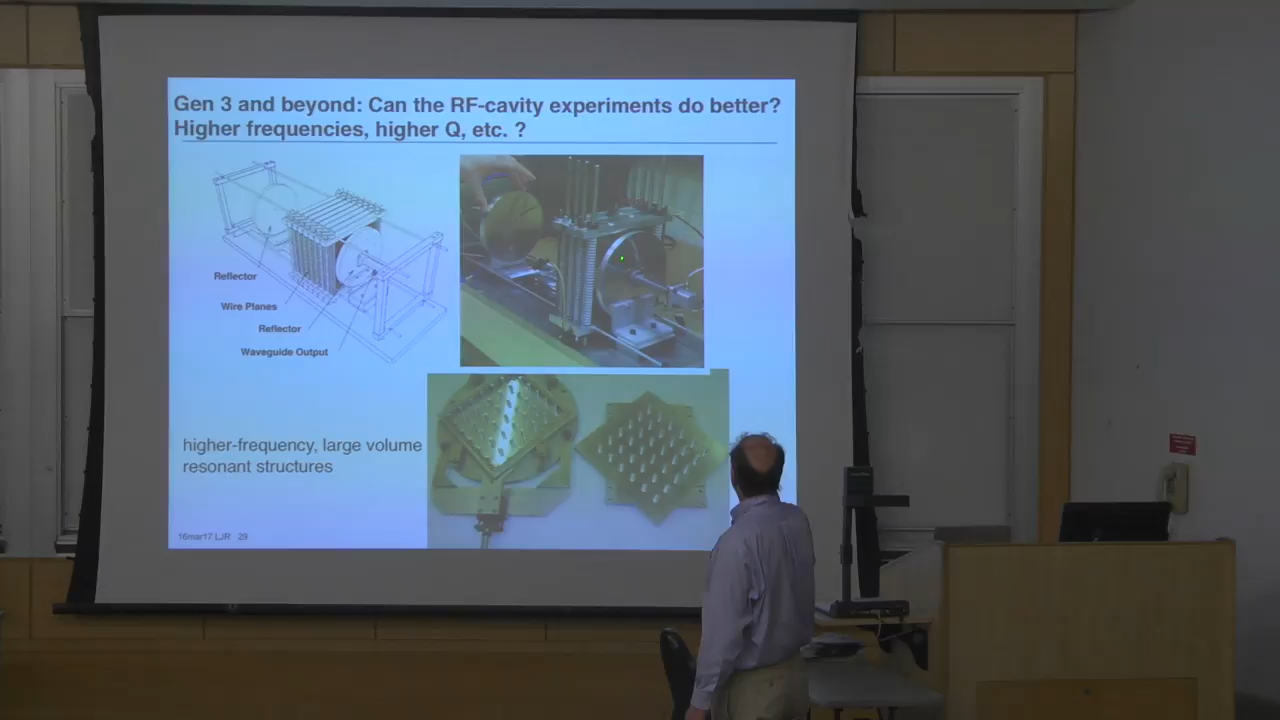 Gen 3 and beyond: Can the RF-cavity experiments do better?
Higher frequencies, higher Q, etc. ?
Reflector
Wire Planes
Reflector
Waveguide Output
higher-frequency, large volume
resonant structures
16mar17 LJR 29